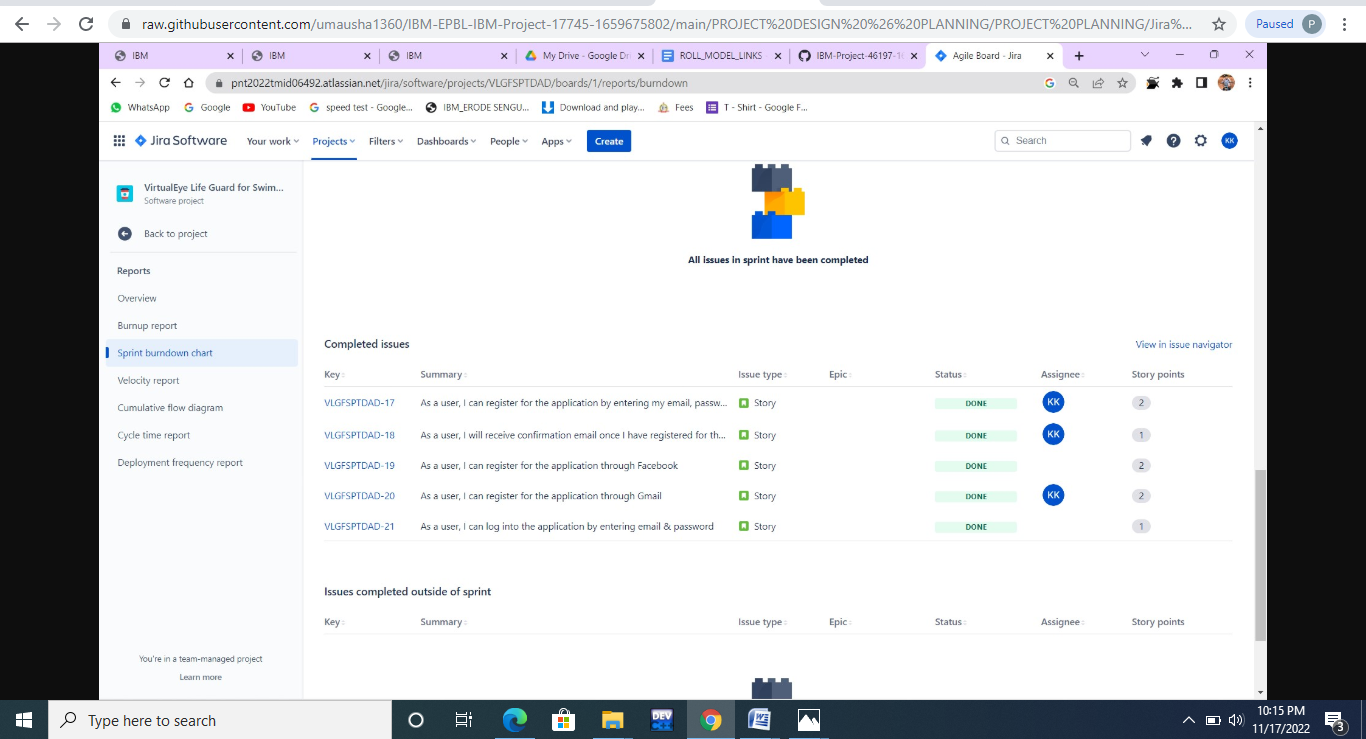 raw.githubusercontent.com/umausha1360/IBM-EPBL-IBM-Project-17745-1659675802/main/PROJECT%20DESIGN%20%26%20PLANNING/PROJECT%20PLANNING/Jira%...
Paused P
IBM
IBM
IBM
My Drive - Google Dri
ROLL_MODEL_LINKS
IBM-Project-46197-16
Agile Board - Jira
pnt2022tmid06492.atlassian.net/jira/software/projects/VLGFSPTDAD/boards/1/reports/burndown
WhatsApp Google YouTube speed test - Google... IBM_ERODE SENGU... Download and play... Fees T - Shirt - Google F...
Jira Software Your work Projects Filters Dashboards People Apps Create Search KK
VirtualEye Life Guard for Swim...
Software project
Back to project
Reports
Overview
Burnup report
Sprint burndown chart
Velocity report
Cumulative flow diagram
Cycle time report
Deployment frequency report
You're in a team-managed project
Learn more
All issues in sprint have been completed
Completed issues View in issue navigator
Key Summary Issue type Epic Status Assignee Story points
VLGFSPTDAD-17 As a user, I can register for the application by entering my email, passw... Story DONE KK 2
VLGFSPTDAD-18 As a user, I will receive confirmation email once I have registered for th... Story DONE KK 1
VLGFSPTDAD-19 As a user, I can register for the application through Facebook Story DONE 2
VLGFSPTDAD-20 As a user, I can register for the application through Gmail Story DONE KK 2
VLGFSPTDAD-21 As a user, I can log into the application by entering email & password Story DONE 1
Issues completed outside of sprint
Key Summary Issue type Epic Status Assignee Story points
Type here to search
DEV
10:15 PM
11/17/2022
3